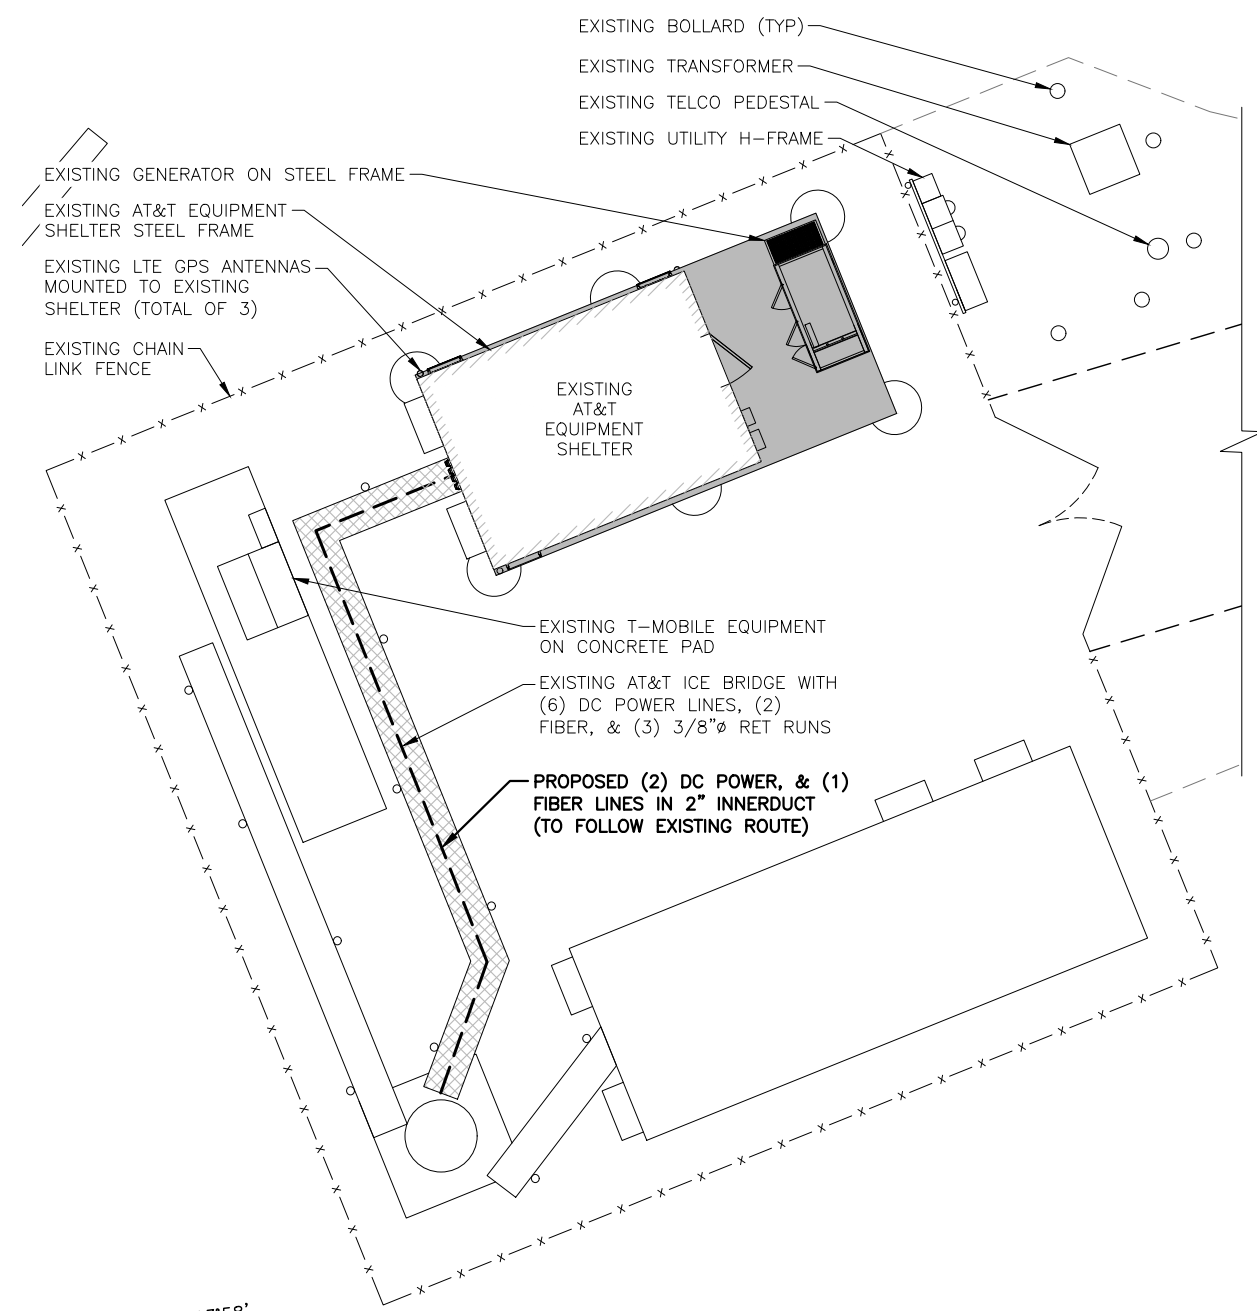 EXISTING BOLLARD (TYP)
EXISTING TRANSFORMER
EXISTING TELCO PEDESTAL
EXISTING UTILITY H-FRAME
EXISTING GENERATOR ON STEEL FRAME
EXISTING AT&T EQUIPMENT
SHELTER STEEL FRAME
EXISTING LTE GPS ANTENNAS
MOUNTED TO EXISTING
SHELTER (TOTAL OF 3)
EXISTING CHAIN
LINK FENCE
EXISTING
AT&T
EQUIPMENT
SHELTER
EXISTING T-MOBILE EQUIPMENT
ON CONCRETE PAD
EXISTING AT&T ICE BRIDGE WITH
(6) DC POWER LINES, (2)
FIBER, & (3) 3/8"ø RET RUNS
PROPOSED (2) DC POWER, & (1)
FIBER LINES IN 2" INNERDUCT
(TO FOLLOW EXISTING ROUTE)